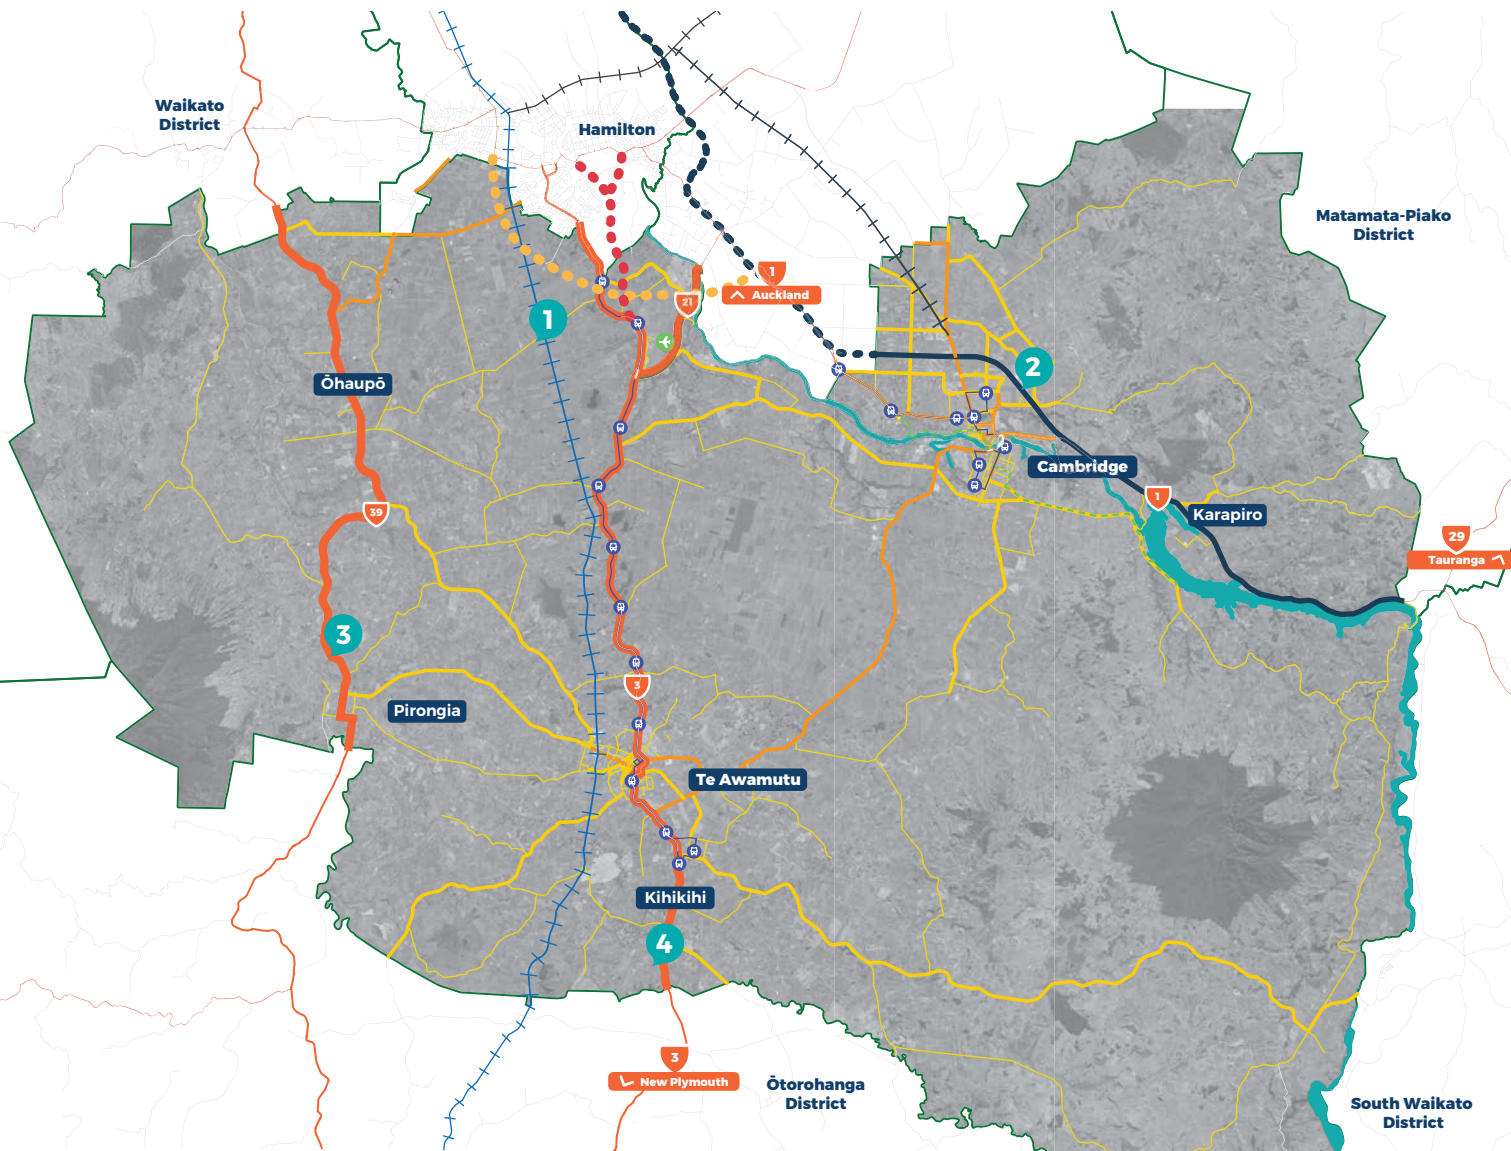 Waikato
District
Hamilton
Matamata-Piako
District
1
Auckland
21
1
2
Ōhaupō
Cambridge
1
Karapiro
39
29
Tauranga
3
3
Pirongia
Te Awamutu
Kihikihi
4
3
New Plymouth
Ōtorohanga
District
South Waikato
District